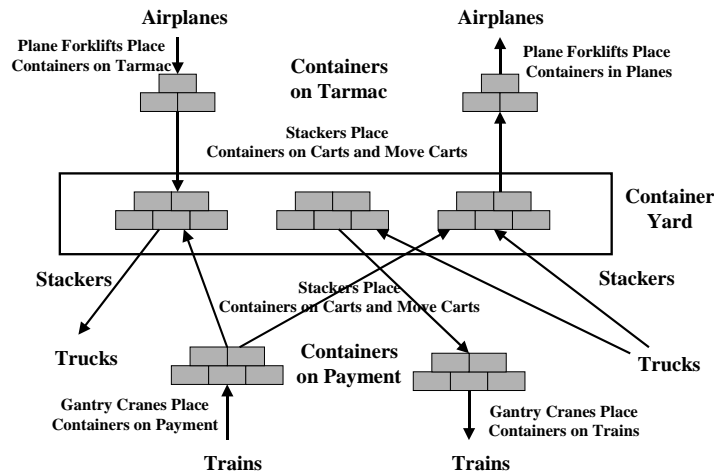 Airplanes
Airplanes
Plane Forklifts Place
Containers on Tarmac
Containers
on Tarmac
Plane Forklifts Place
Containers in Planes
Stackers Place
Containers on Carts and Move Carts
Container
Yard
Stackers
Stackers Place
Containers on Carts and Move Carts
Stackers
Trucks
Containers
on Payment
Trucks
Gantry Cranes Place
Containers on Payment
Gantry Cranes Place
Containers on Trains
Trains
Trains